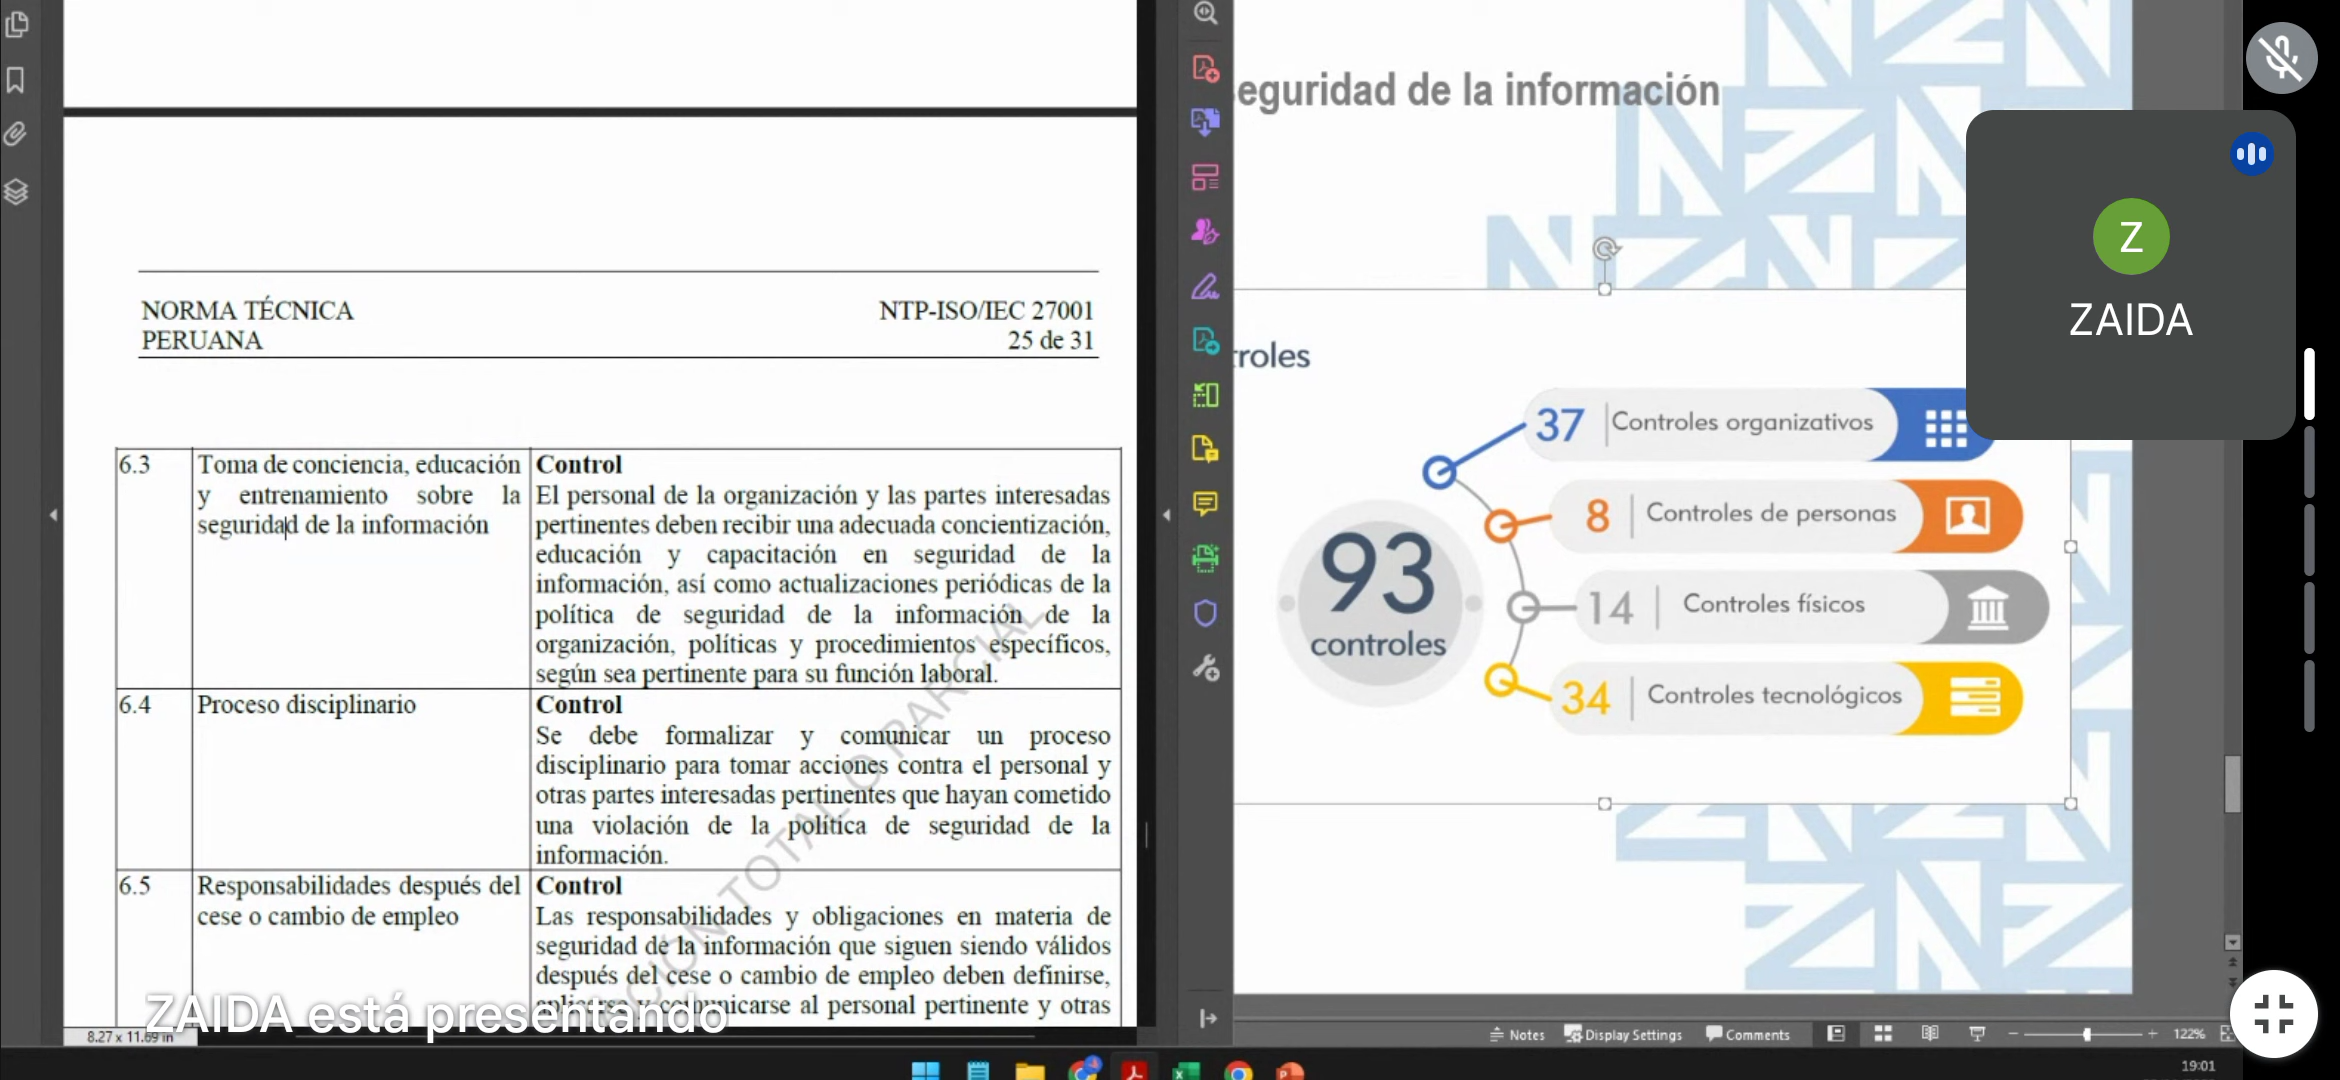 NORMA TÉCNICA
PERUANA
NTP-ISO/IEC 27001
25 de 31
6.3
Toma de conciencia, educación
y entrenamiento sobre la
seguridad de la información
Control
El personal de la organización y las partes interesadas
pertinentes deben recibir una adecuada concientización,
educación y capacitación en seguridad de la
información, así como actualizaciones periódicas de la
política de seguridad de la información de la
organización, políticas y procedimientos específicos,
según sea pertinente para su función laboral.
6.4
Proceso disciplinario
Control
Se debe formalizar y comunicar un proceso
disciplinario para tomar acciones contra el personal y
otras partes interesadas pertinentes que hayan cometido
una violación de la política de seguridad de la
información.
6.5
Responsabilidades después del
cese o cambio de empleo
Control
Las responsabilidades y obligaciones en materia de
seguridad de la información que siguen siendo válidos
después del cese o cambio de empleo deben definirse,
aplicarse y comunicarse al personal pertinente y otras
TOTAL O PARCIAL
ZAIDA está presentando
8.27 x 11.69 in
eguridad de la información
roles
93
controles
37 Controles organizativos
8 Controles de personas
14 Controles físicos
34 Controles tecnológicos
Z
ZAIDA
Notes
Display Settings
Comments
122%
19:01